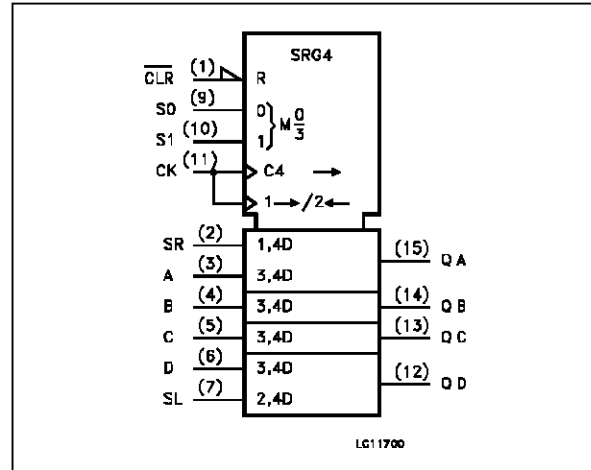 SRG4
CLR (1) R
S0 (9) 0
M 0/3
S1 (10) 1
CK (11) C4 →
1→/2←
SR (2) 1,4D
(15) QA
A (3) 3,4D
B (4) 3,4D (14) QB
C (5) 3,4D (13) QC
D (6) 3,4D
(12) QD
SL (7) 2,4D
LC11700